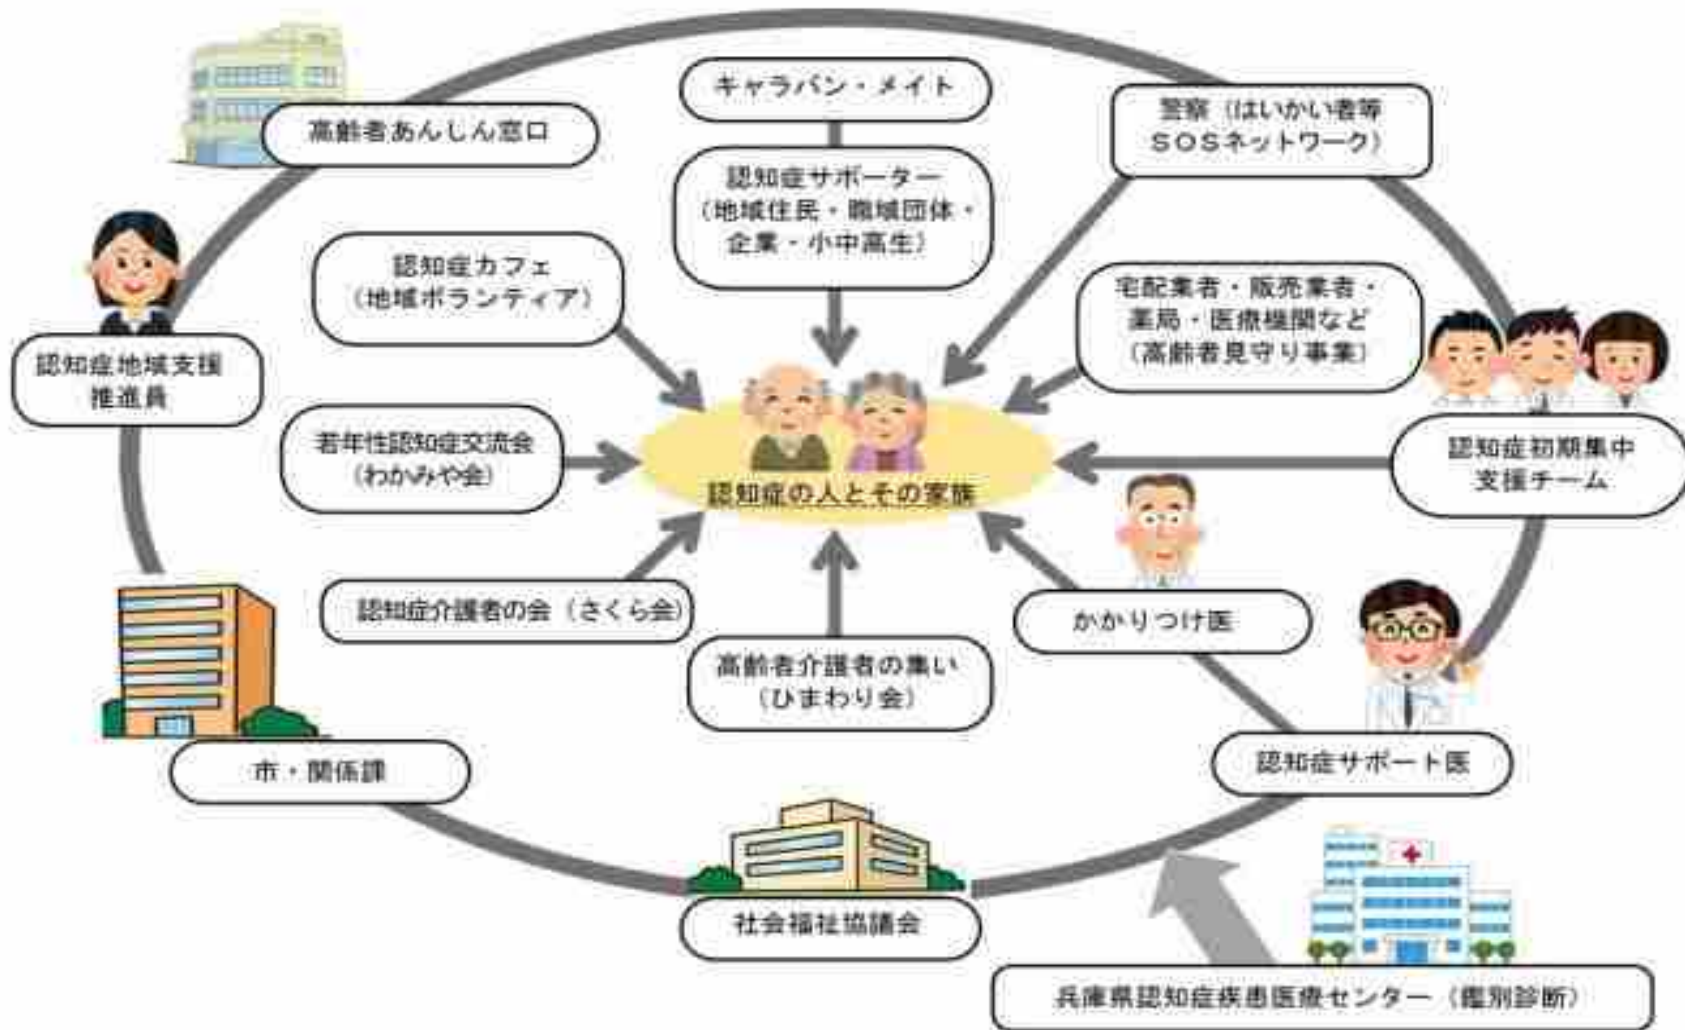 キャラバン・メイト
高齢者あんしん窓口
警察（はいかい者等
ＳＯＳネットワーク）
認知症サポーター
（地域住民・職域団体・
企業・小中高生）
認知症カフェ
（地域ボランティア）
宅配業者・販売業者・
薬局・医療機関など
（高齢者見守り事業）
認知症地域支援
推進員
若年性認知症交流会
（わかみや会）
認知症の人とその家族
認知症初期集中
支援チーム
認知症介護者の会（さくら会）
かかりつけ医
高齢者介護者の集い
（ひまわり会）
市・関係課
認知症サポート医
社会福祉協議会
兵庫県認知症疾患医療センター（鑑別診断）